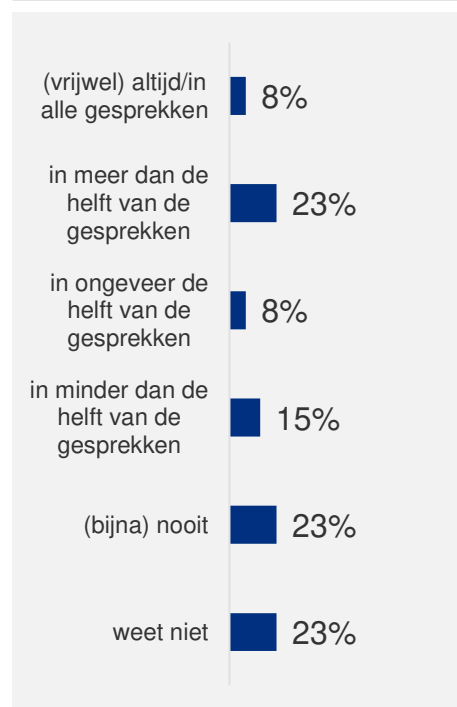 (vrijwel) altijd/in
alle gesprekken
8%
in meer dan de
helft van de
gesprekken
23%
in ongeveer de
helft van de
gesprekken
8%
in minder dan de
helft van de
gesprekken
15%
(bijna) nooit
23%
weet niet
23%